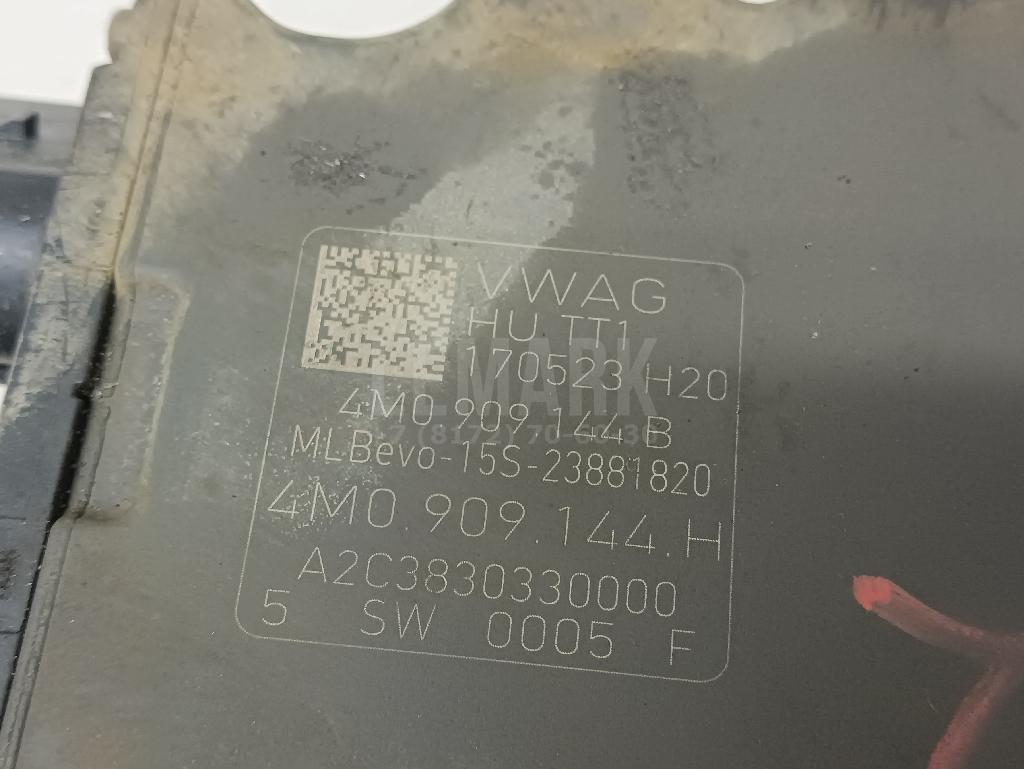 VWAG
HU TT1
170523 H20
4M0 909 144 B
MLBevo-15S-23881820
4M0.909.144.H
A2C3830330000
5 SW 0005 F